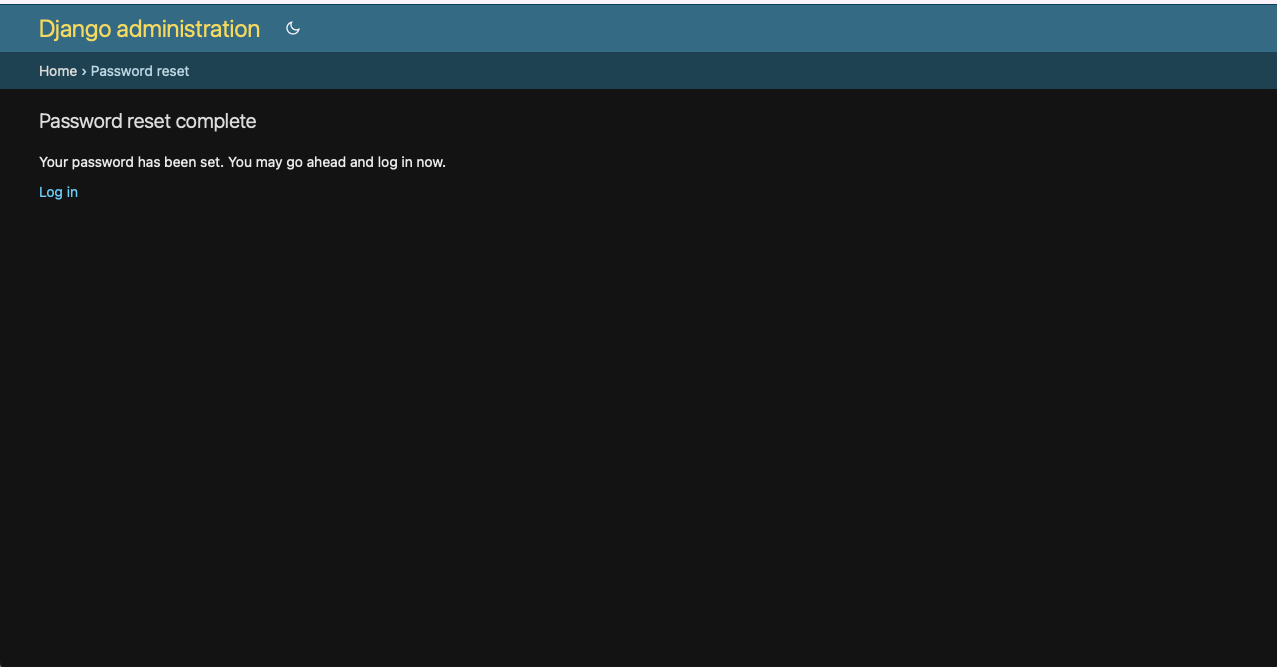 Django administration
Home › Password reset
Password reset complete
Your password has been set. You may go ahead and log in now.
Log in